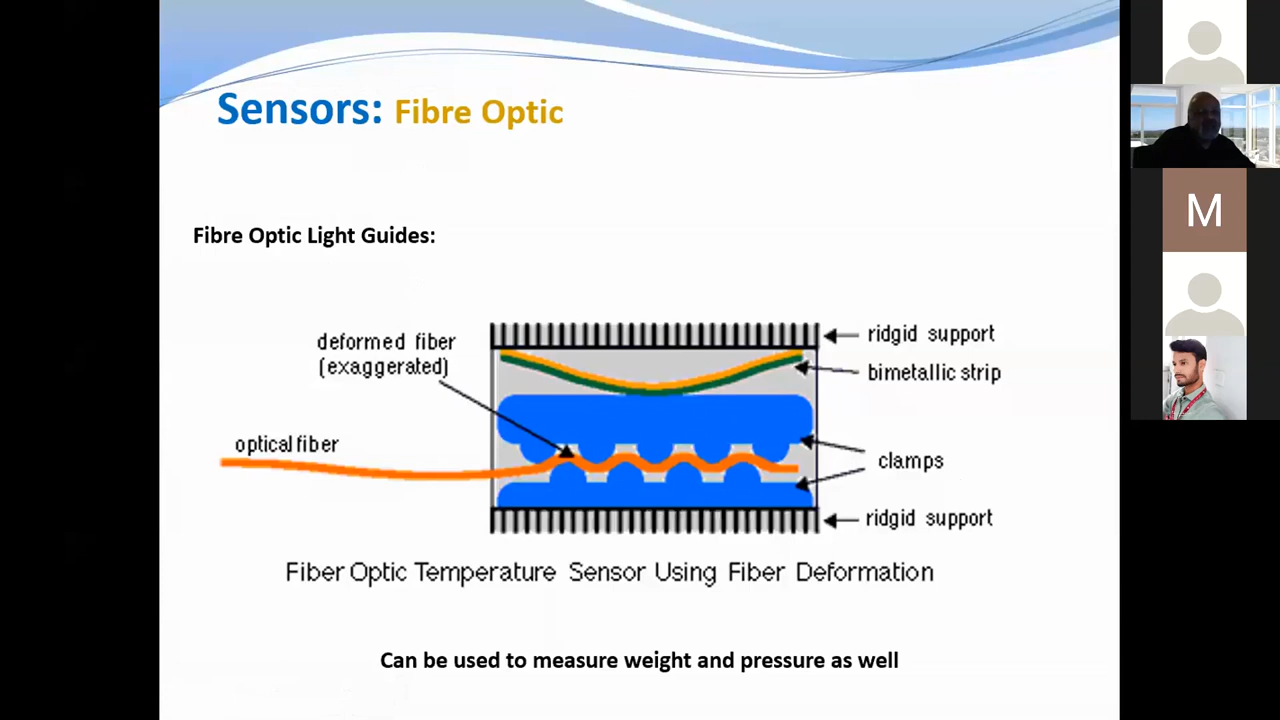 Sensors: Fibre Optic
M
Fibre Optic Light Guides:
deformed fiber
(exaggerated)
ridgid support
bimetallic strip
optical fiber
clamps
ridgid support
Fiber Optic Temperature Sensor Using Fiber Deformation
Can be used to measure weight and pressure as well